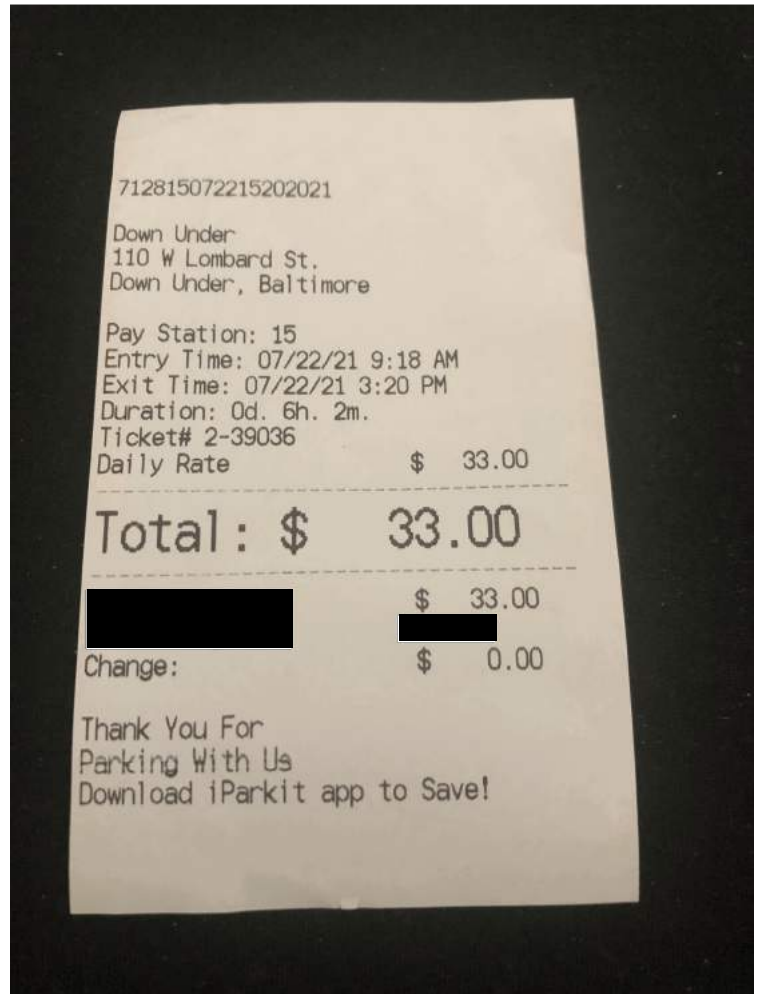 712815072215202021
Down Under
110 W Lombard St.
Down Under, Baltimore
Pay Station: 15
Entry Time: 07/22/21 9:18 AM
Exit Time: 07/22/21 3:20 PM
Duration: 0d. 6h. 2m.
Ticket# 2-39036
Daily Rate $ 33.00
Total: $ 33.00
$ 33.00
Change: $ 0.00
Thank You For
Parking With Us
Download iParkit app to Save!